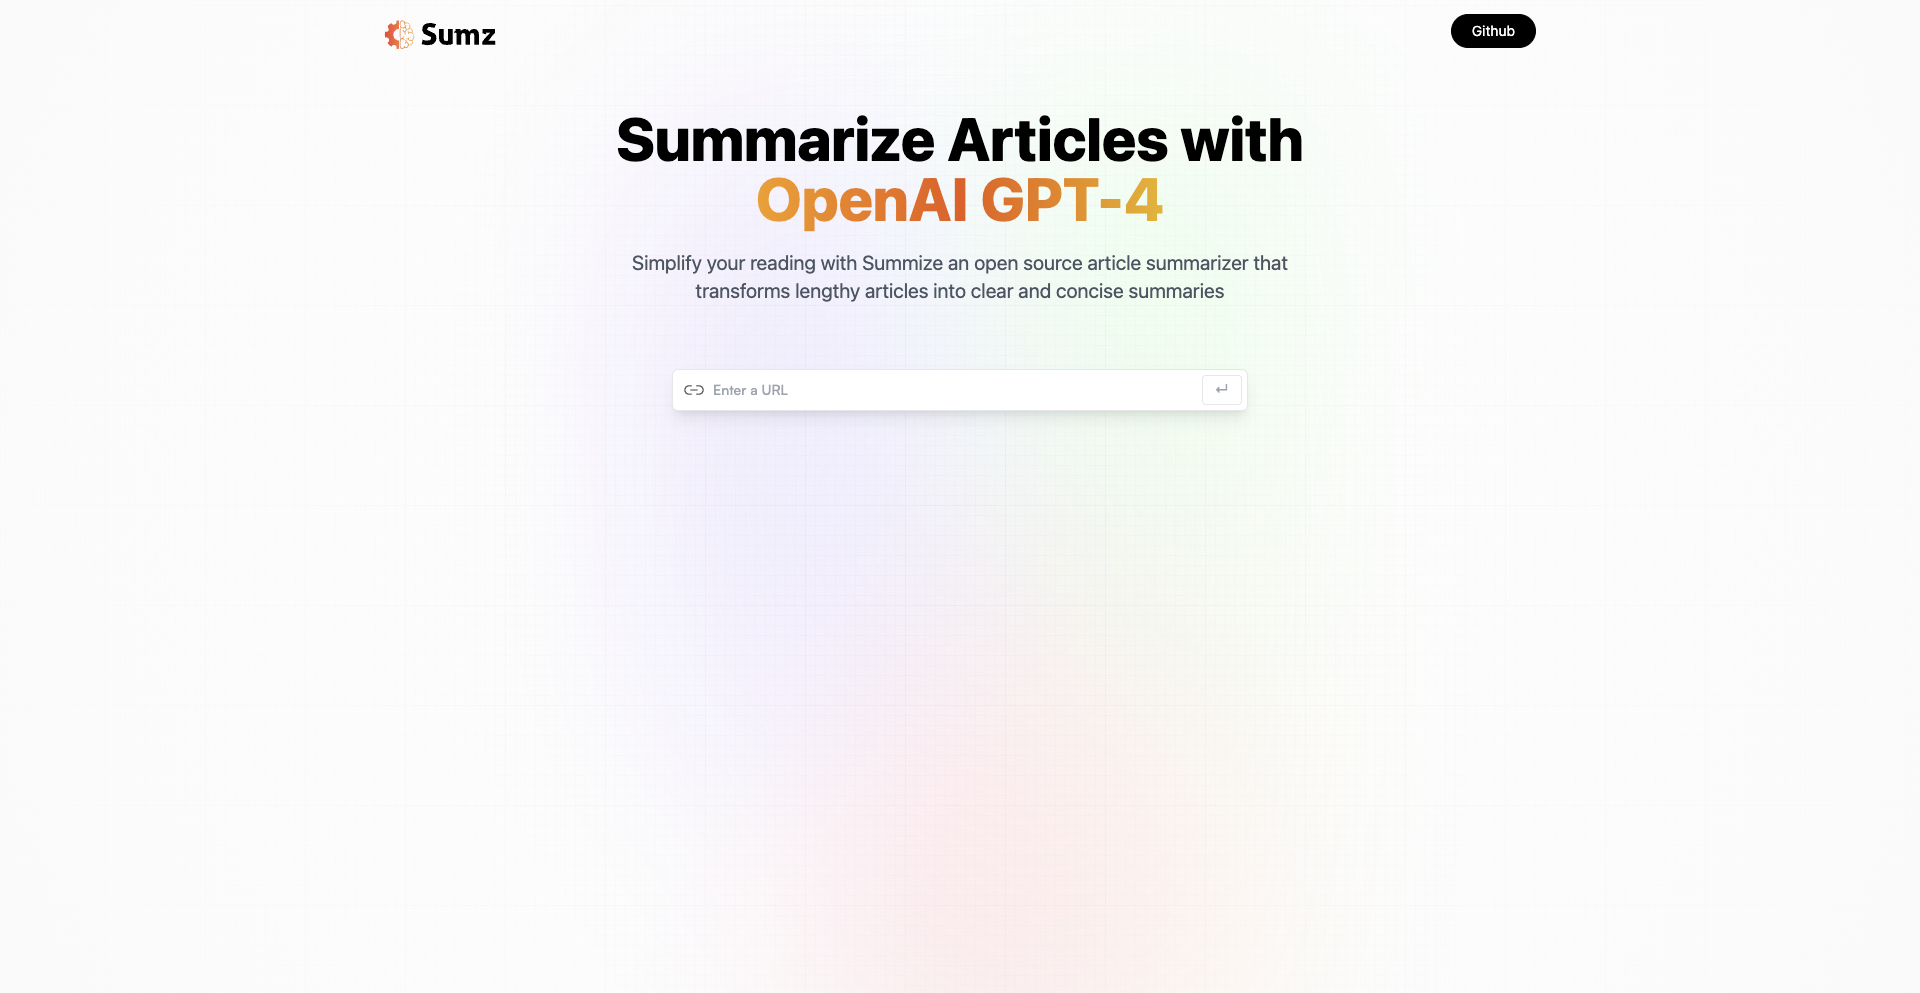 Sumz
Github
Summarize Articles with
OpenAI GPT-4
Simplify your reading with Summize an open source article summarizer that
transforms lengthy articles into clear and concise summaries
Enter a URL
↵